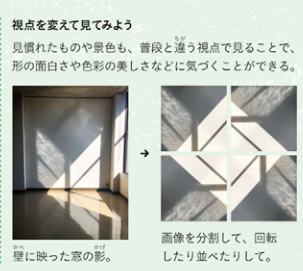 視点を変えて見てみよう
見慣れたものや景色も、普段と違う視点で見ることで、
形の面白さや色彩の美しさなどに気づくことができる。
壁に映った窓の影。
画像を分割して、回転
したり並べたりして。